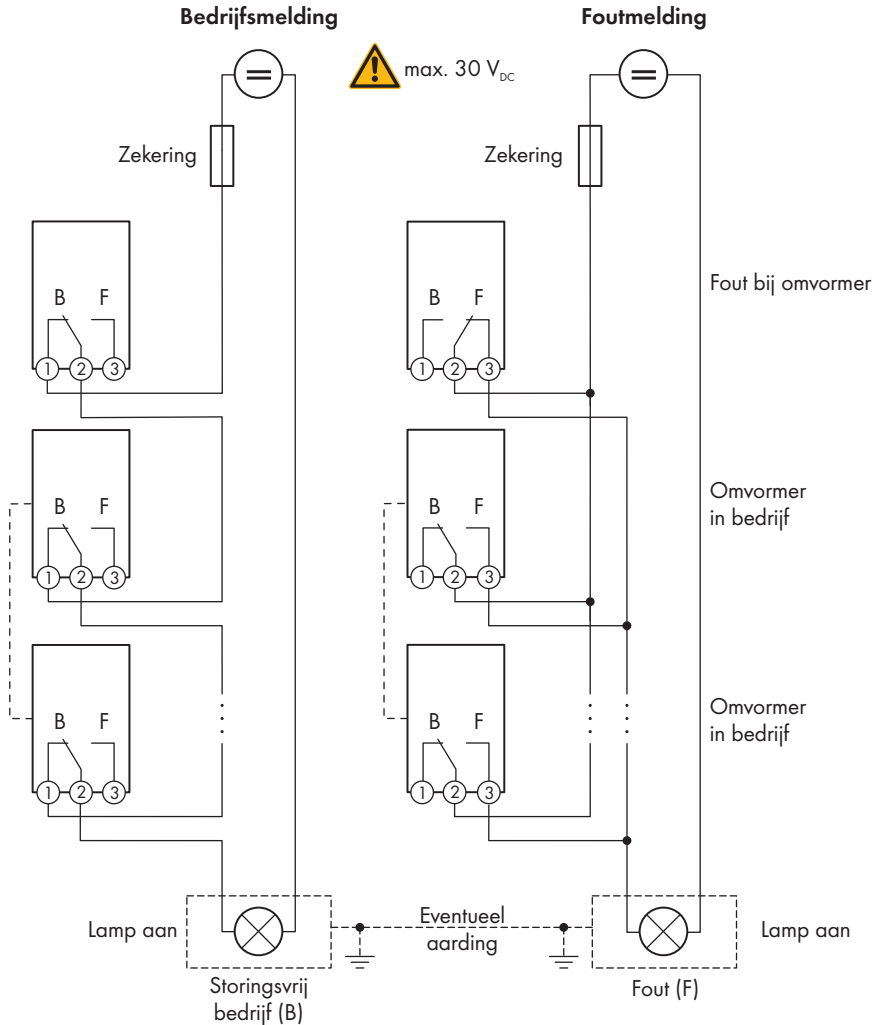 Bedrijfsmelding
Foutmelding
max. 30 V_DC
Zekering
Zekering
B F
1 2 3
B F
1 2 3
Fout bij omvormer
B F
1 2 3
B F
1 2 3
Omvormer
in bedrijf
B F
1 2 3
B F
1 2 3
Omvormer
in bedrijf
Lamp aan
Eventueel
aarding
Lamp aan
Storingsvrij
bedrijf (B)
Fout (F)